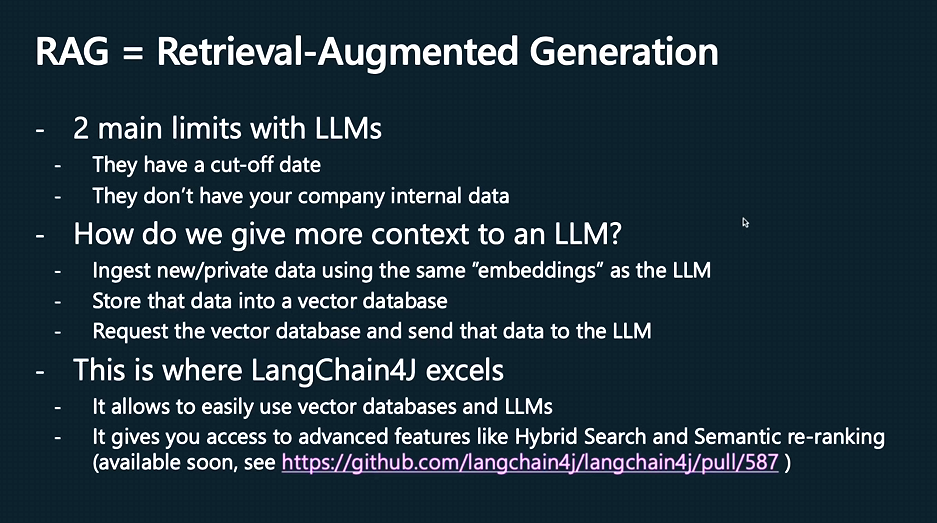 RAG = Retrieval-Augmented Generation
- 2 main limits with LLMs
- They have a cut-off date
- They don't have your company internal data
- How do we give more context to an LLM?
- Ingest new/private data using the same "embeddings" as the LLM
- Store that data into a vector database
- Request the vector database and send that data to the LLM
- This is where LangChain4J excels
- It allows to easily use vector databases and LLMs
- It gives you access to advanced features like Hybrid Search and Semantic re-ranking
(available soon, see https://github.com/langchain4j/langchain4j/pull/587 )